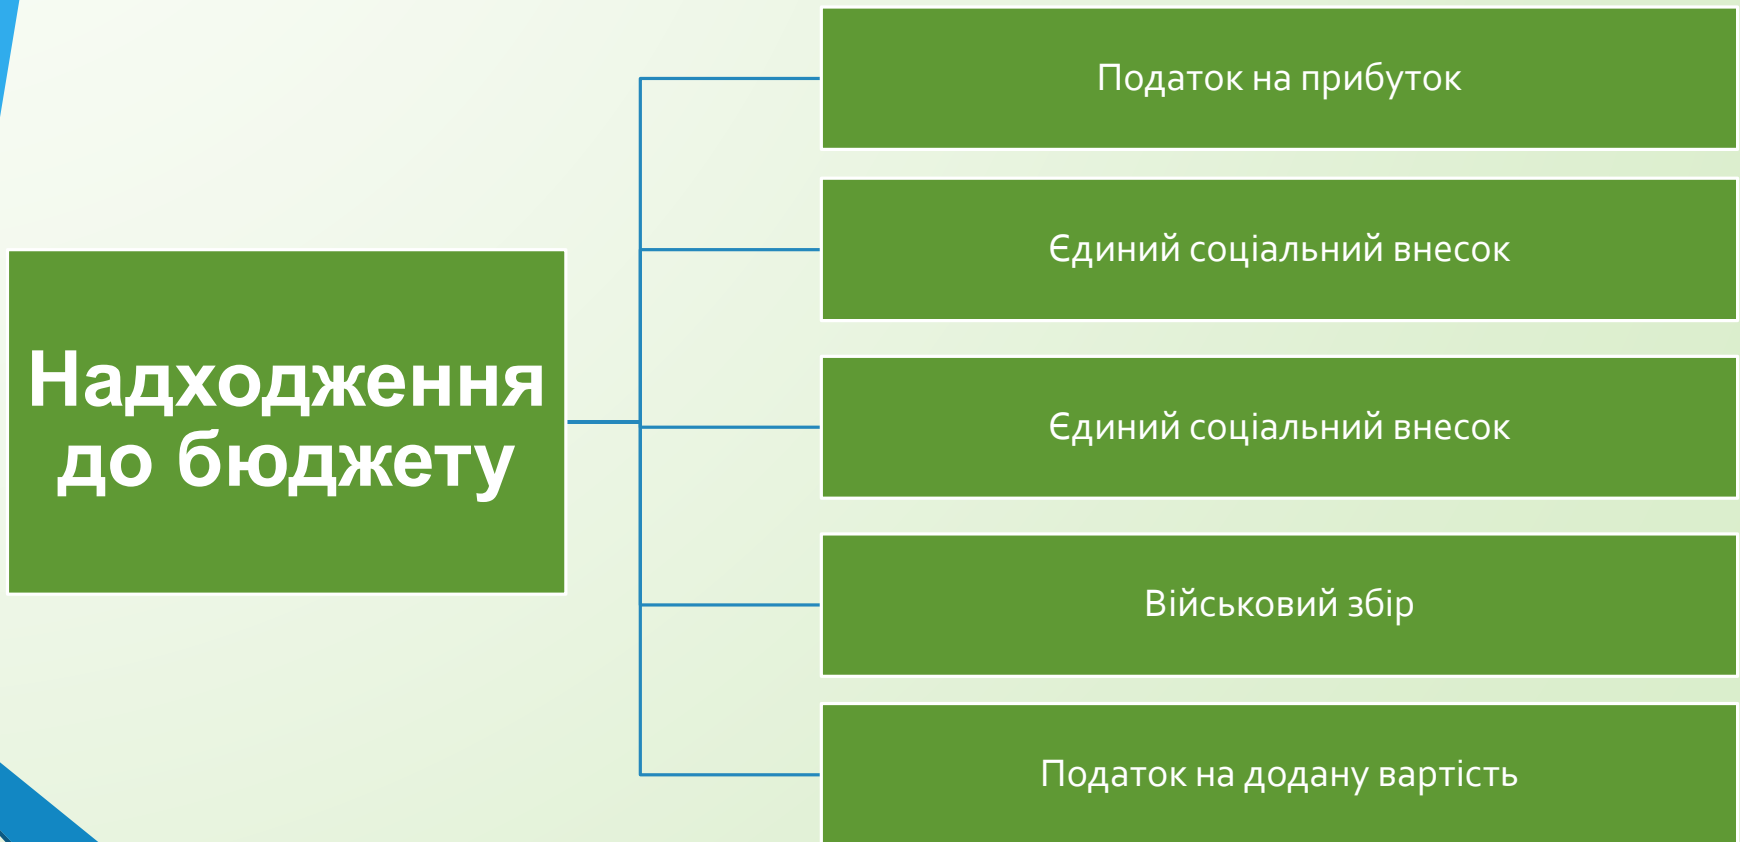 Надходження
до бюджету
Податок на прибуток
Єдиний соціальний внесок
Єдиний соціальний внесок
Військовий збір
Податок на додану вартість